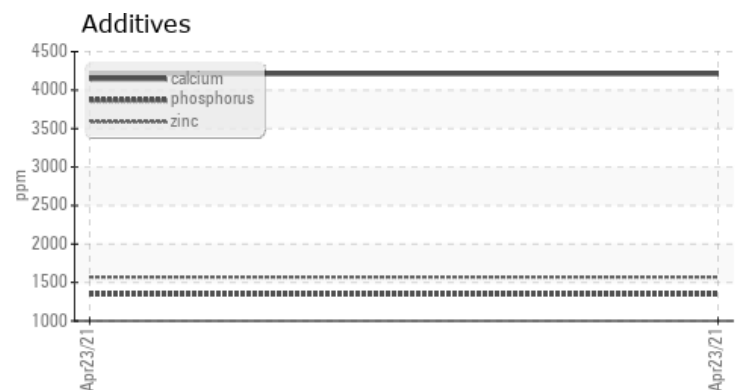 Additives
4500
4000
3500
3000
2500
2000
1500
1000
ppm
calcium
phosphorus
zinc
Apr23/21
Apr23/21